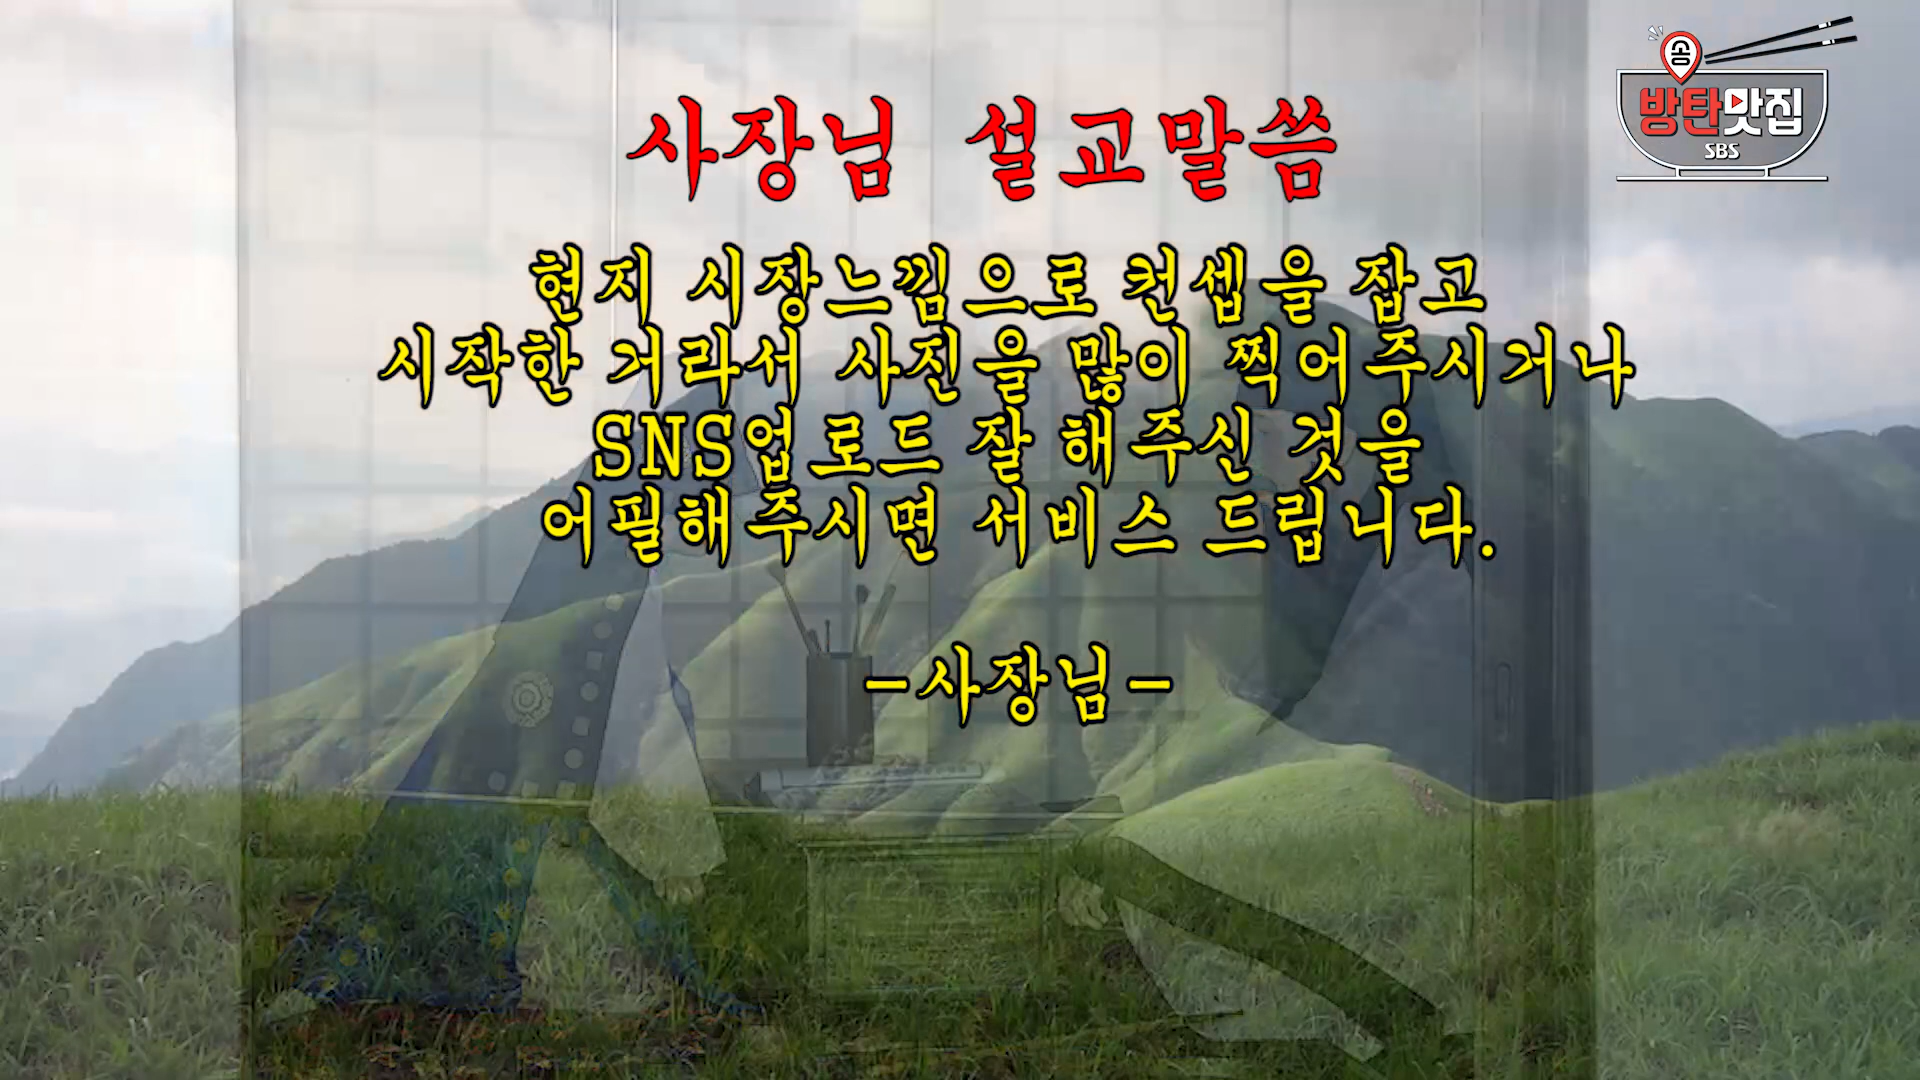 공
방탄맛집
SBS
사장님 설교말씀
현지 시장느낌으로 컨셉을 잡고
시작한 거라서 사진을 많이 찍어주시거나
SNS업로드 잘 해주신 것을
어필해주시면 서비스 드립니다.
-사장님-